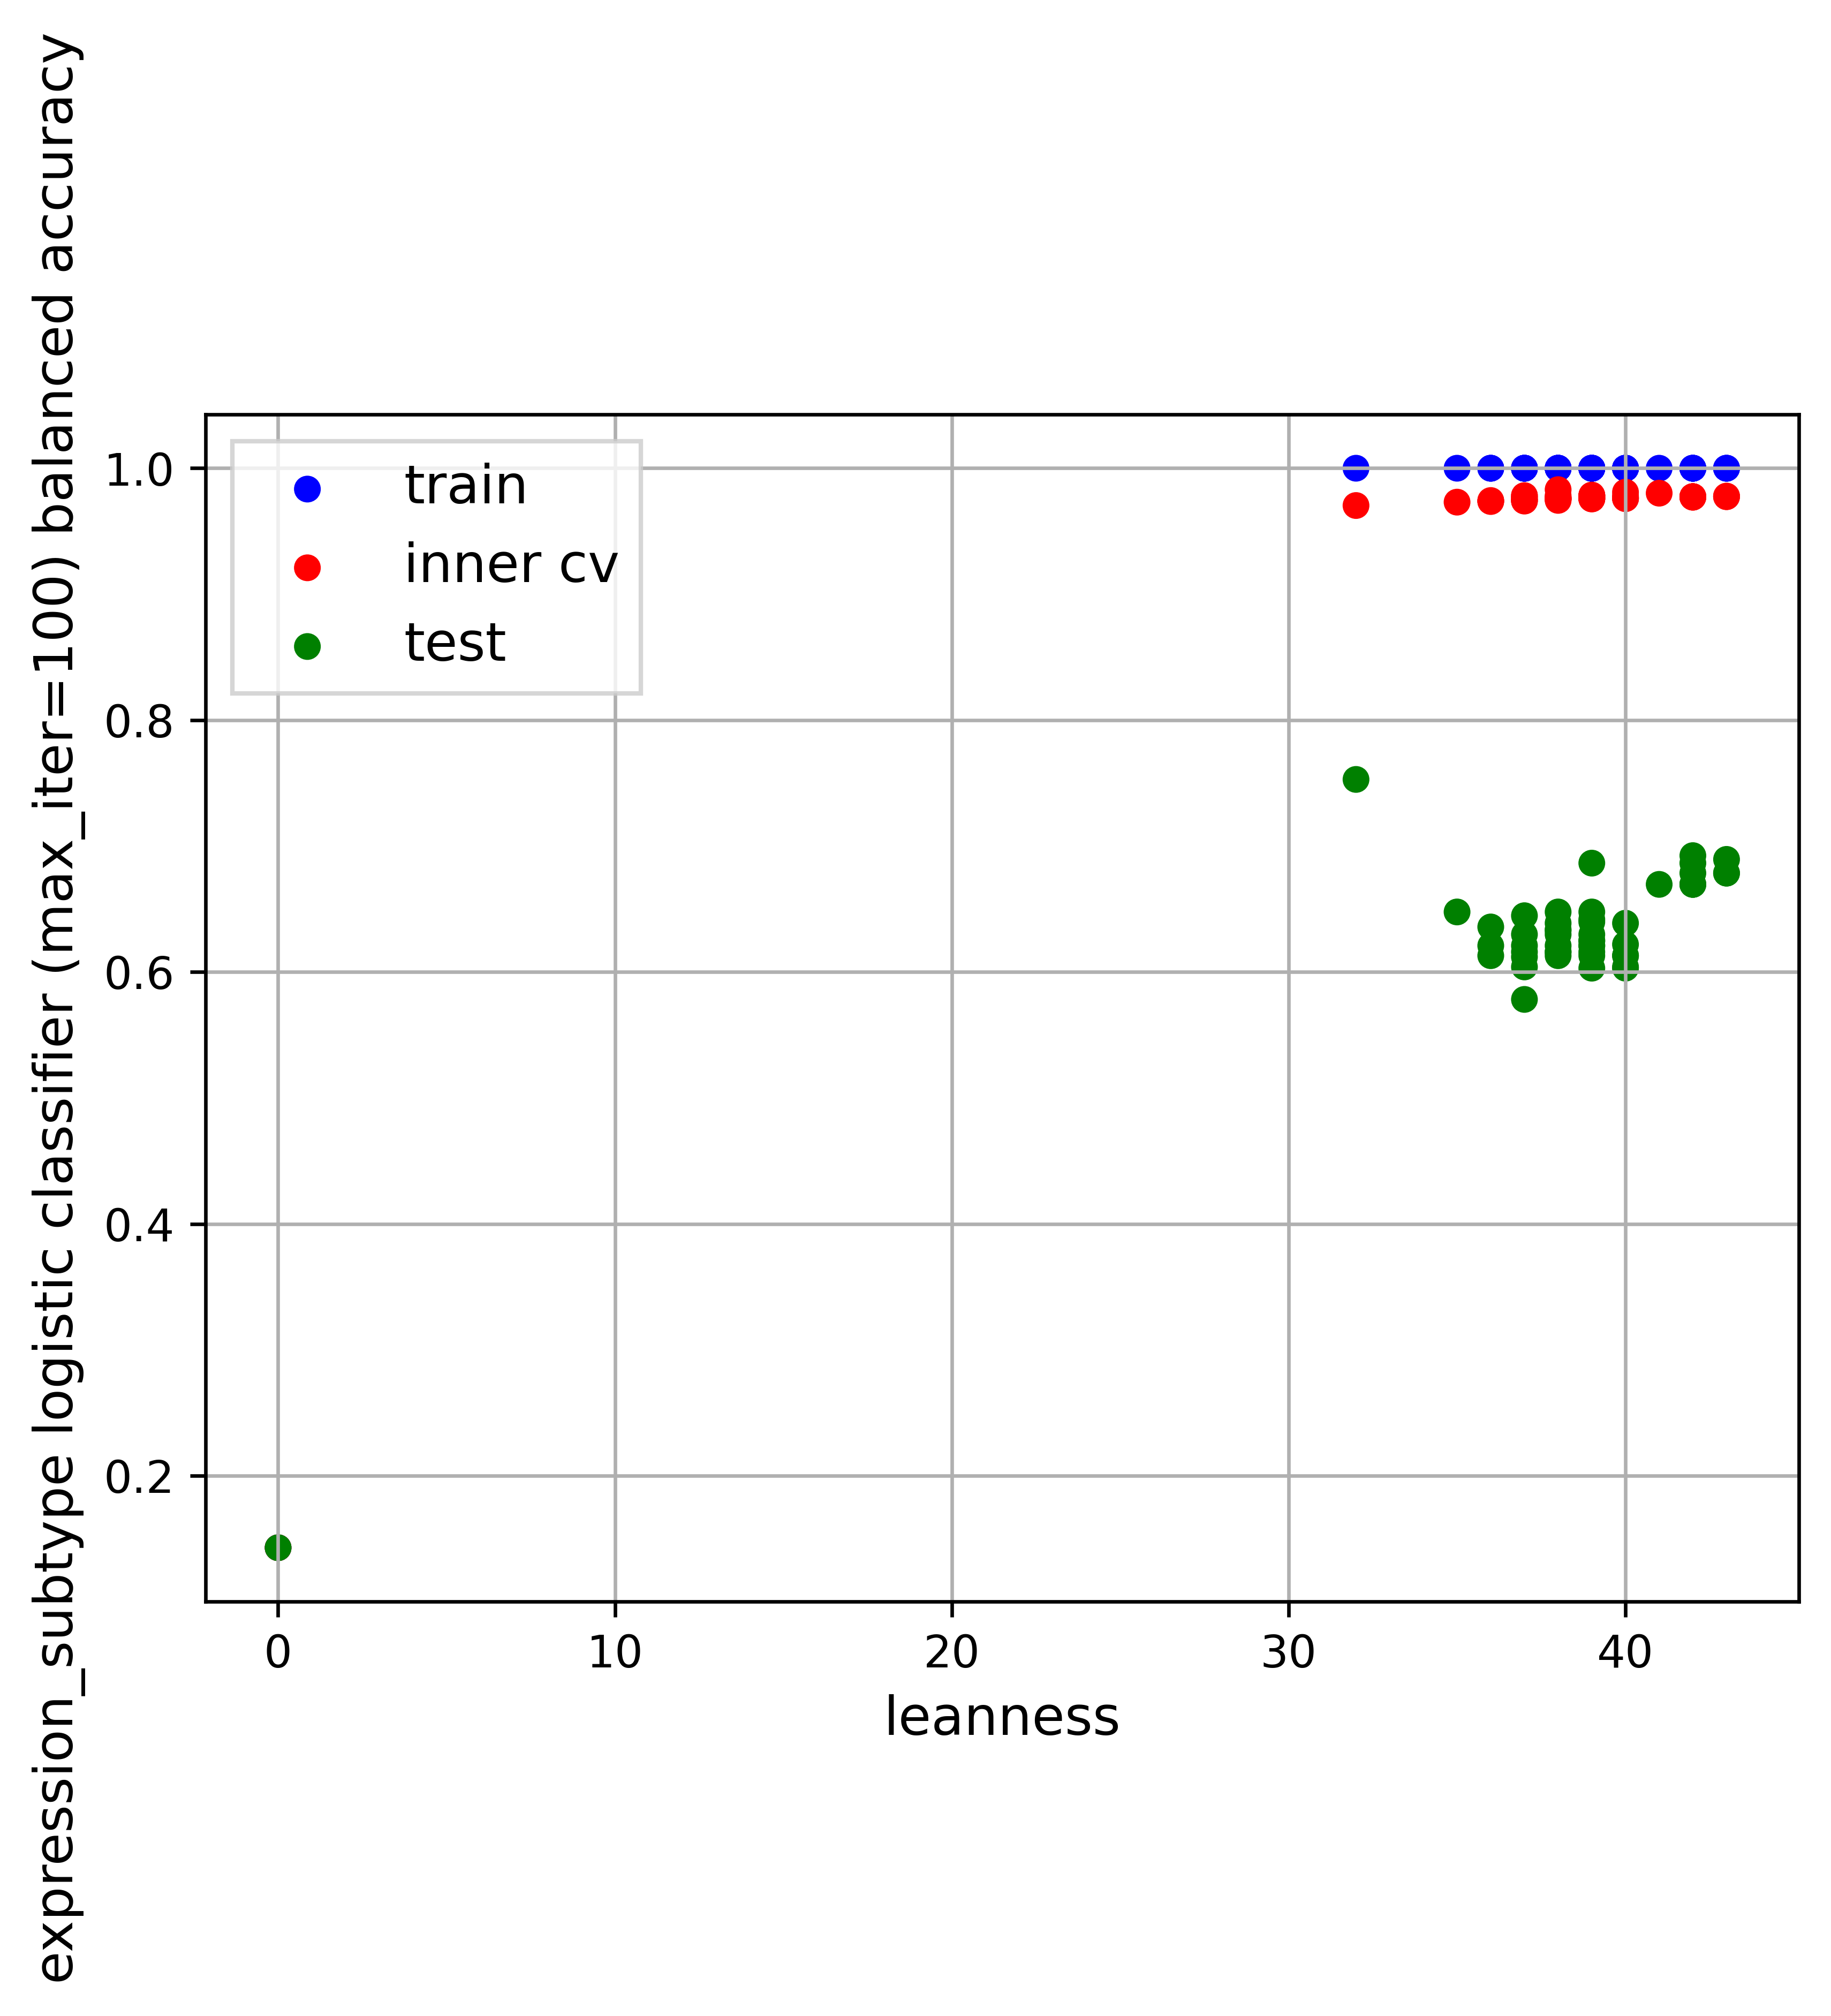 expression_subtype logistic classifier (max_iter=100) balanced accuracy
1.0
0.8
0.6
0.4
0.2
train
inner cv
test
0 10 20 30 40
leanness